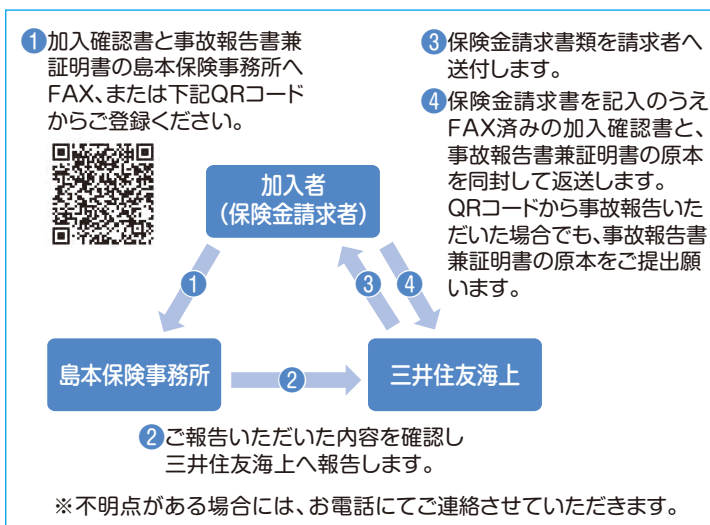 ①加入確認書と事故報告書兼
証明書の島本保険事務所へ
FAX、または下記QRコード
からご登録ください。
③保険金請求書類を請求者へ
送付します。
④保険金請求書を記入のうえ
FAX済みの加入確認書と、
事故報告書兼証明書の原本
を同封して返送します。
QRコードから事故報告いた
だいた場合でも、事故報告書
兼証明書の原本をご提出願
います。
加入者
（保険金請求者）
①
③
④
島本保険事務所
②
三井住友海上
②ご報告いただいた内容を確認し
三井住友海上へ報告します。
※不明点がある場合には、お電話にてご連絡させていただきます。